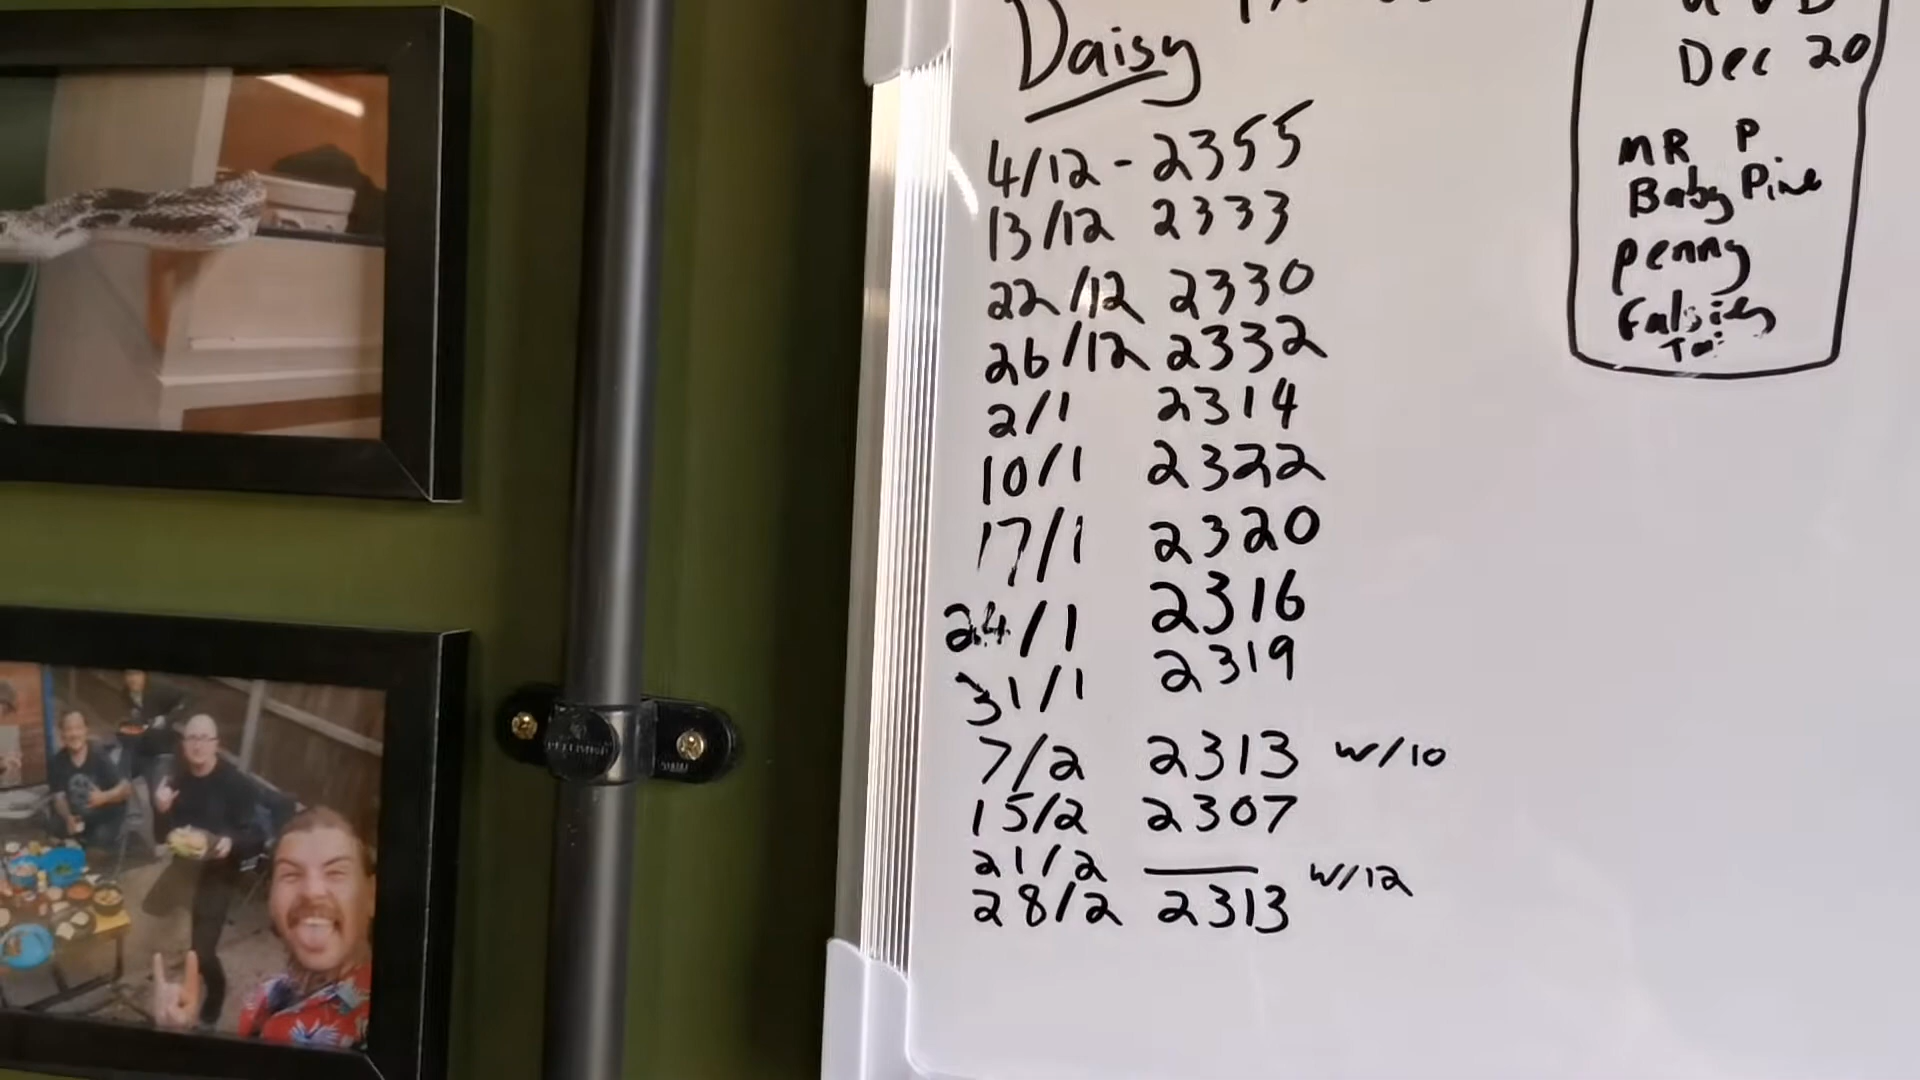 Daisy
4/12 - 2355
13/12 2333
22/12 2330
26/12 2332
2/1 2314
10/1 2322
17/1 2320
24/1 2316
31/1 2319
7/2 2313 W/10
15/2 2307
21/2 —— W/12
28/2 2313
Dec 20
MR P
Baby Pine
Penny